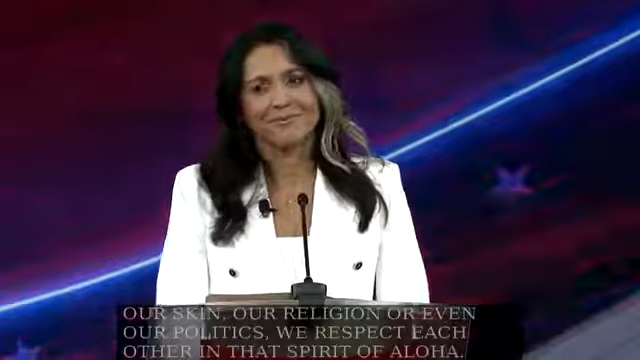 OUR SKIN. OUR RELIGION OR EVEN
OUR POLITICS, WE RESPECT EACH
OTHER IN THAT SPIRIT OF ALOHA.